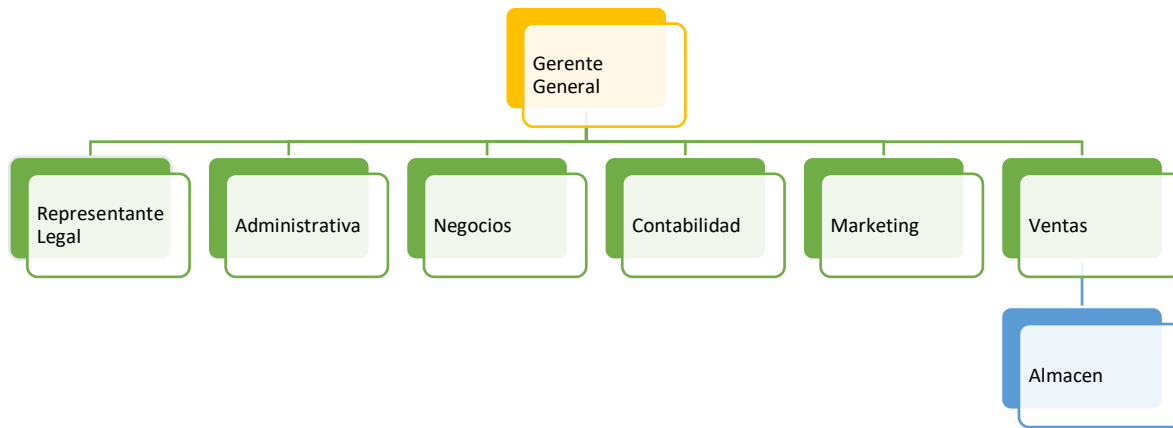 Gerente
General
Representante
Legal
Administrativa
Negocios
Contabilidad
Marketing
Ventas
Almacen